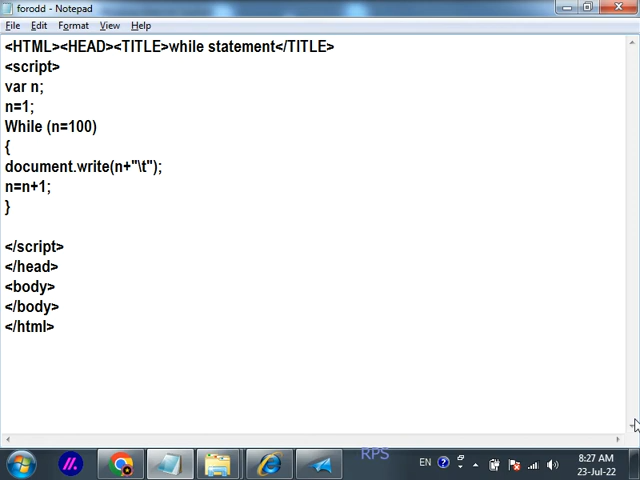 forodd - Notepad
File Edit Format View Help
<HTML><HEAD><TITLE>while statement</TITLE>
<script>
var n;
n=1;
While (n=100)
{
document.write(n+"\t");
n=n+1;
}
</script>
</head>
<body>
</body>
</html>
RPS
EN
8:27 AM
23-Jul-22